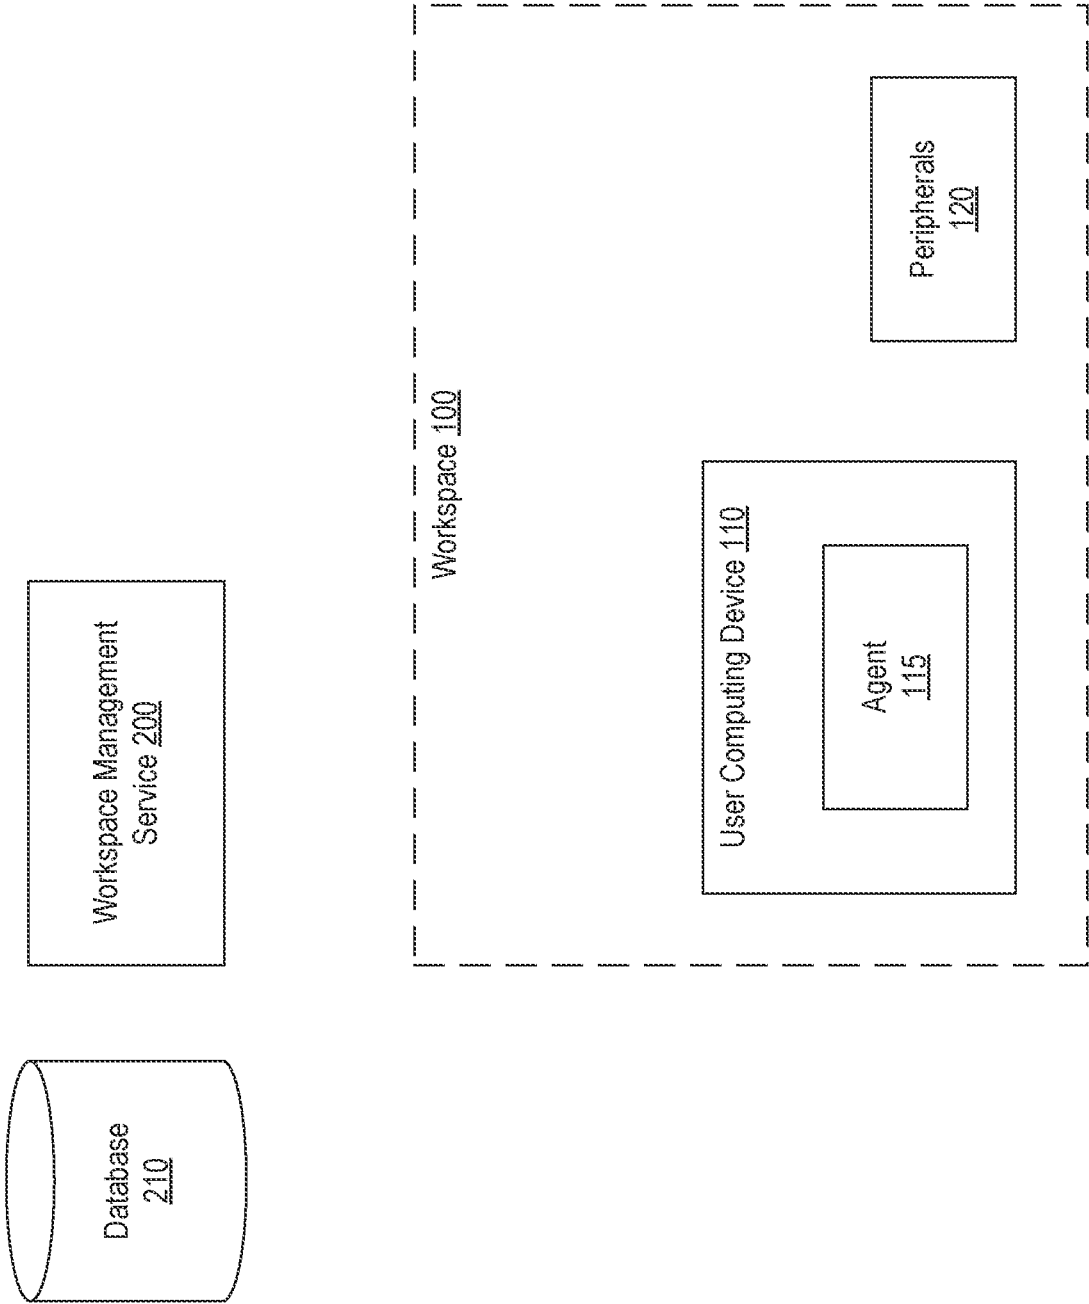 Database
210
Workspace Management
Service 200
Workspace 100
User Computing Device 110
Agent
115
Peripherals
120